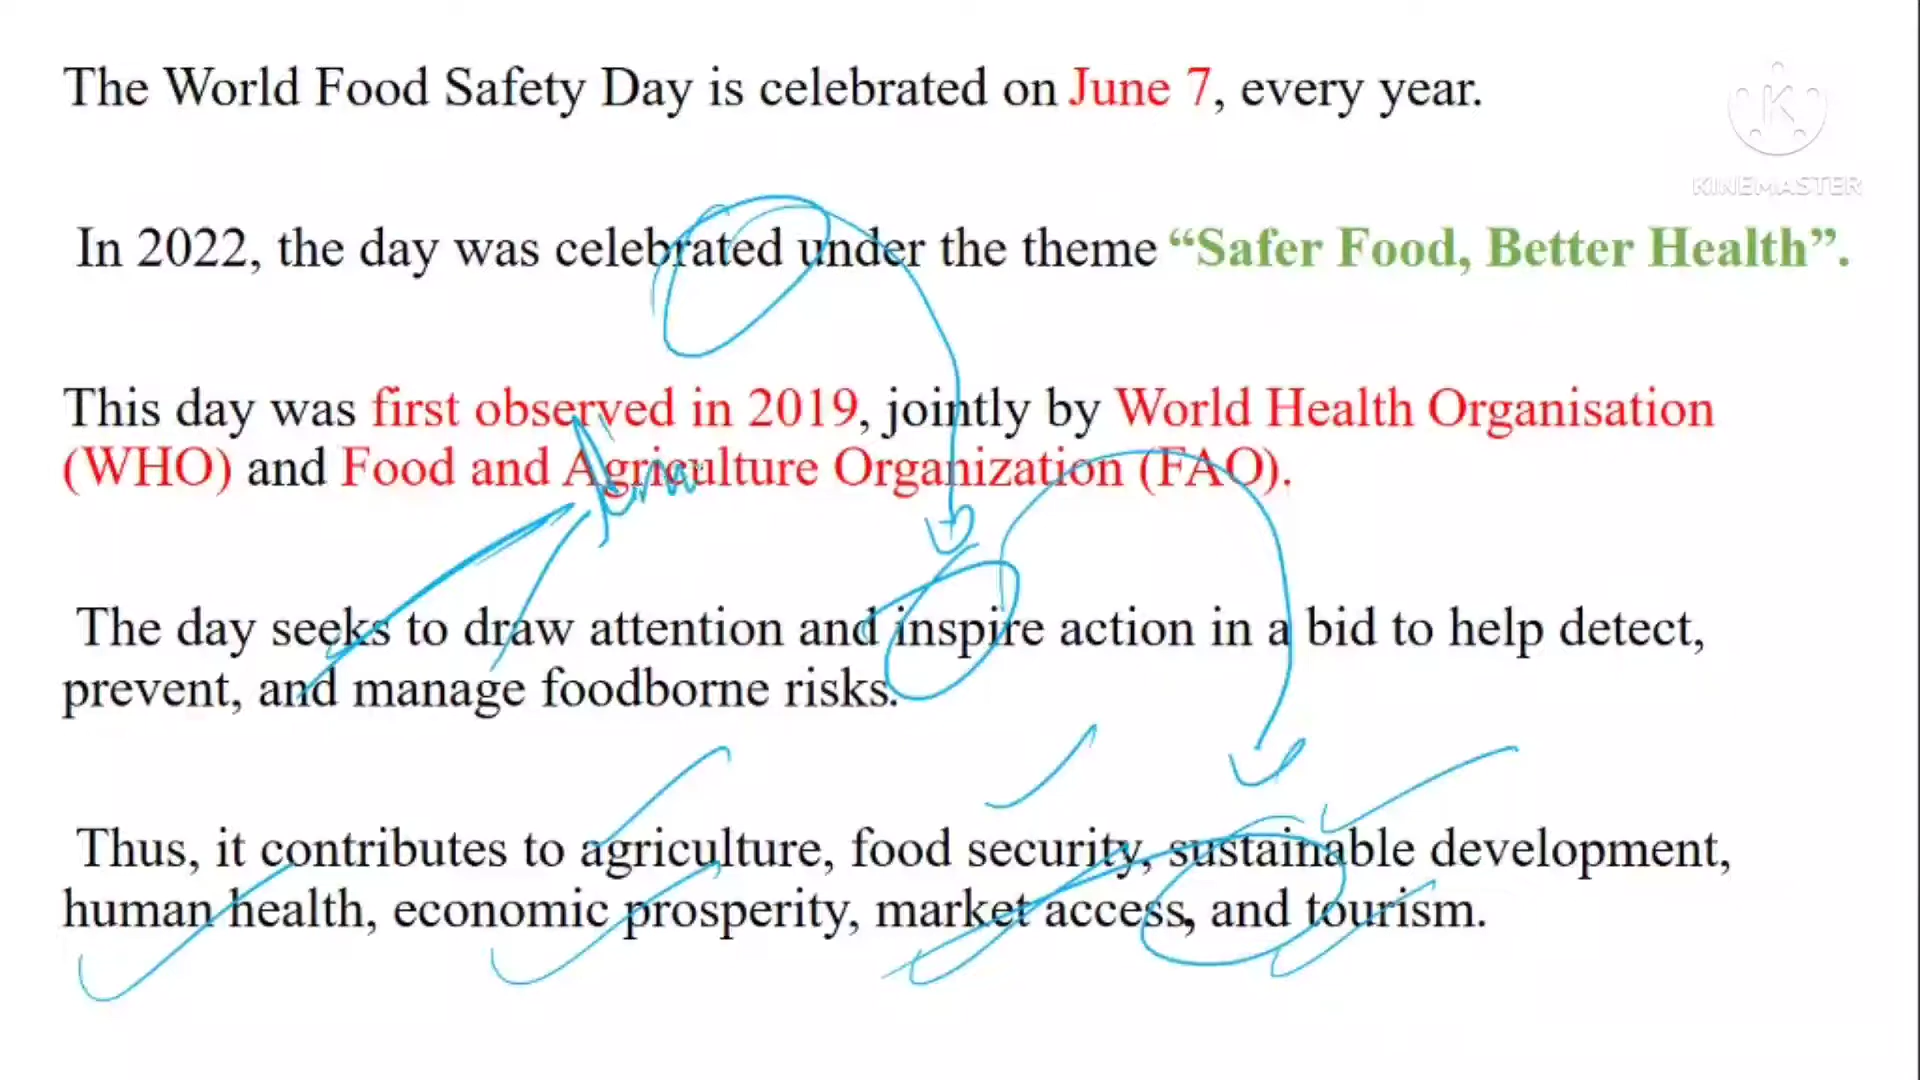 The World Food Safety Day is celebrated on June 7, every year.
KINEMASTER
In 2022, the day was celebrated under the theme “Safer Food, Better Health”.
This day was first observed in 2019, jointly by World Health Organisation
(WHO) and Food and Agriculture Organization (FAO).
The day seeks to draw attention and inspire action in a bid to help detect,
prevent, and manage foodborne risks.
Thus, it contributes to agriculture, food security, sustainable development,
human health, economic prosperity, market access, and tourism.